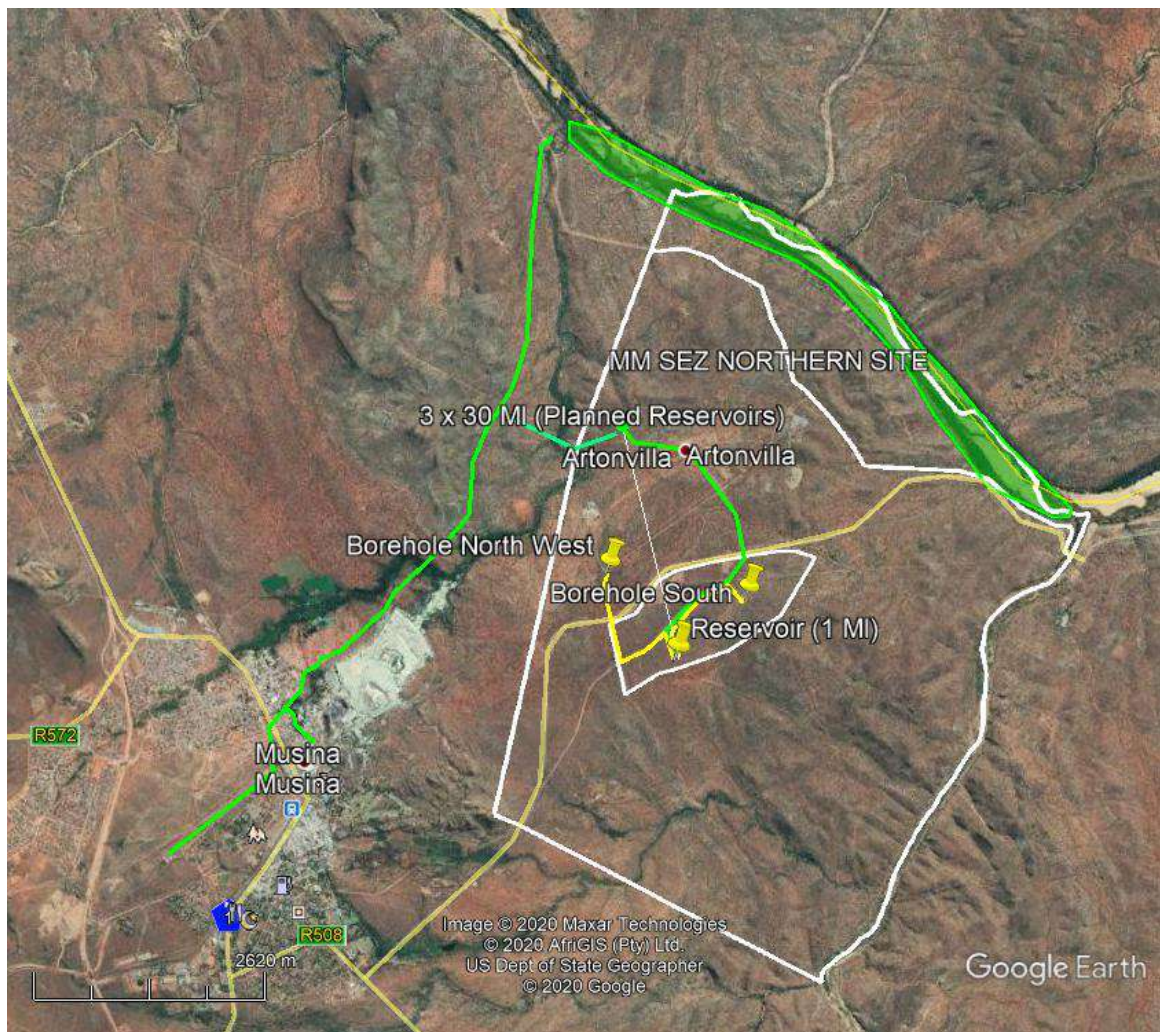 MM SEZ NORTHERN SITE
3 x 30 Ml (Planned Reservoirs)
Artonvilla Artonvilla
Borehole North West
Borehole South
Reservoir (1 Ml)
R572
Musina
Musina
R508
2620 m
Image © 2020 Maxar Technologies
© 2020 AfriGIS (Pty) Ltd.
US Dept of State Geographer
© 2020 Google
Google Earth